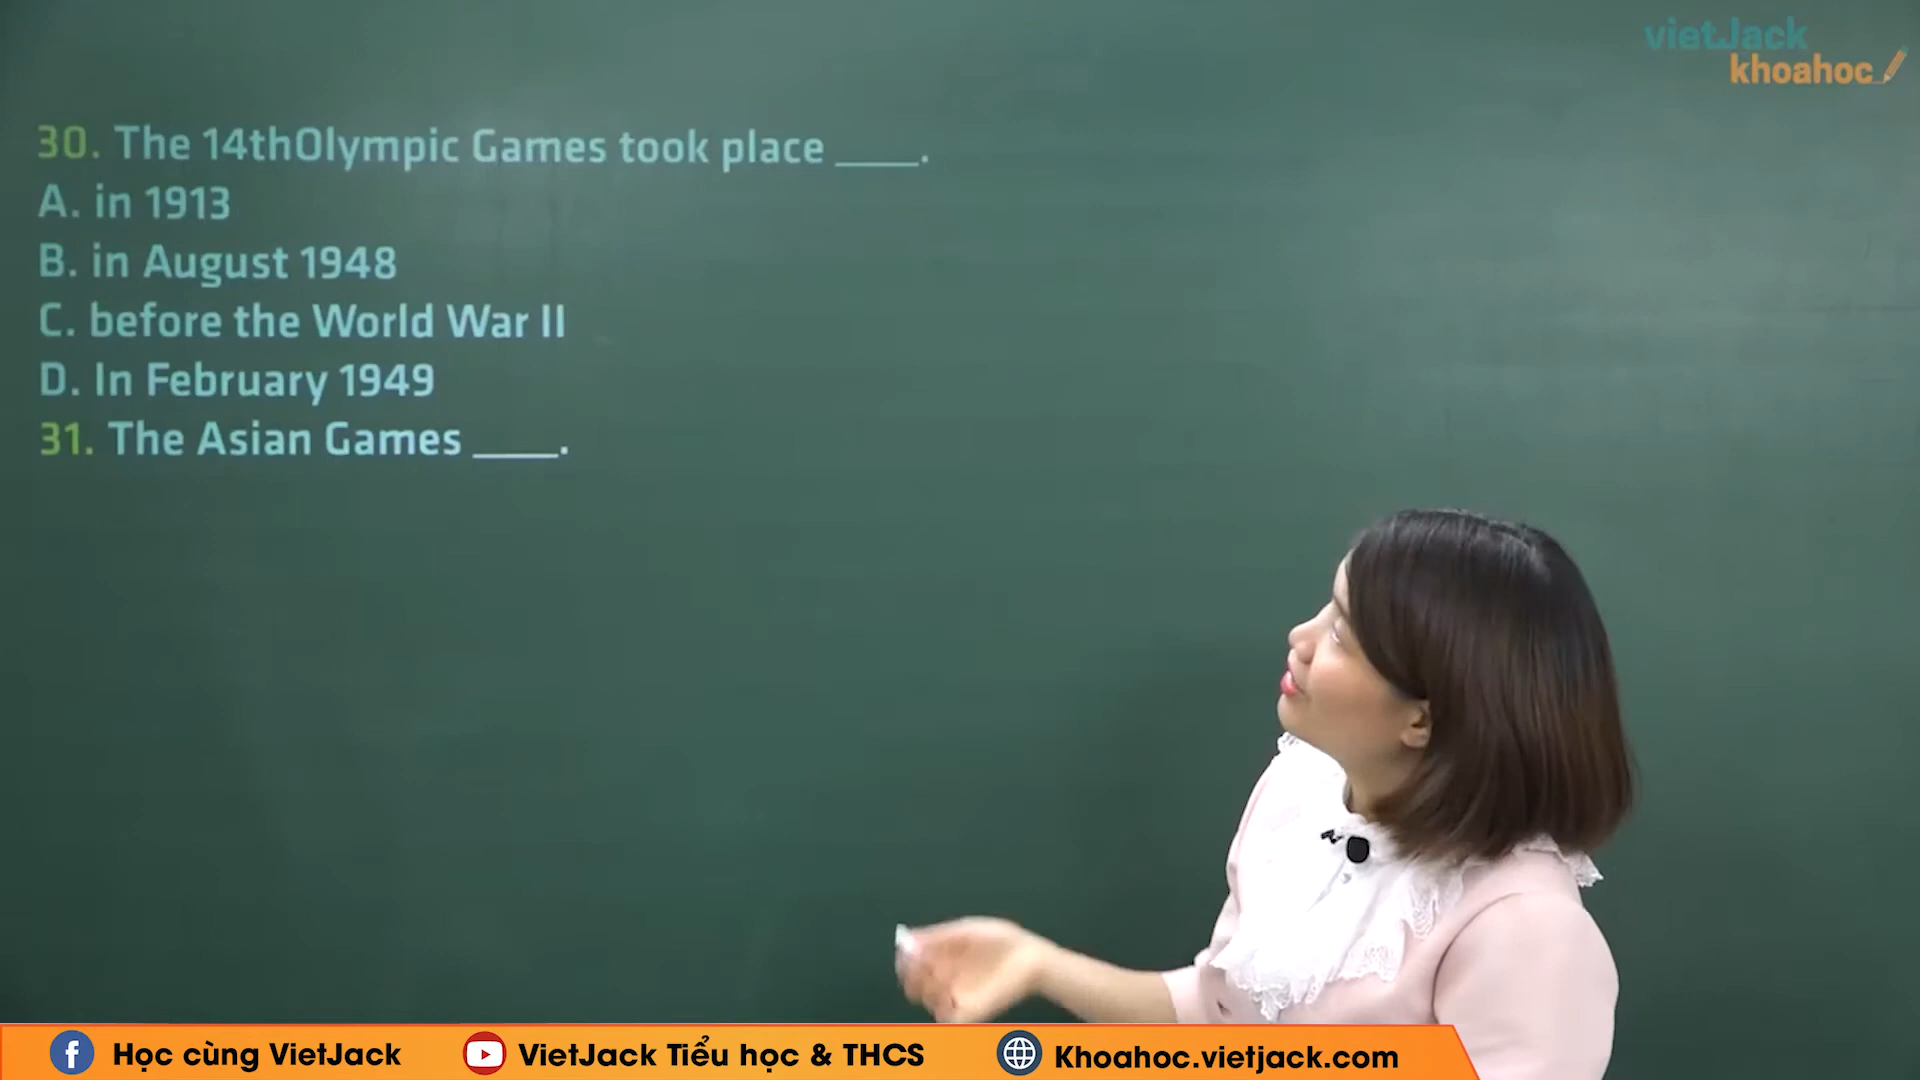 vietJack
khoahoc
30. The 14thOlympic Games took place ____.
A. in 1913
B. in August 1948
C. before the World War II
D. In February 1949
31. The Asian Games ____.
Học cùng VietJack
VietJack Tiểu học & THCS
Khoahoc.vietjack.com